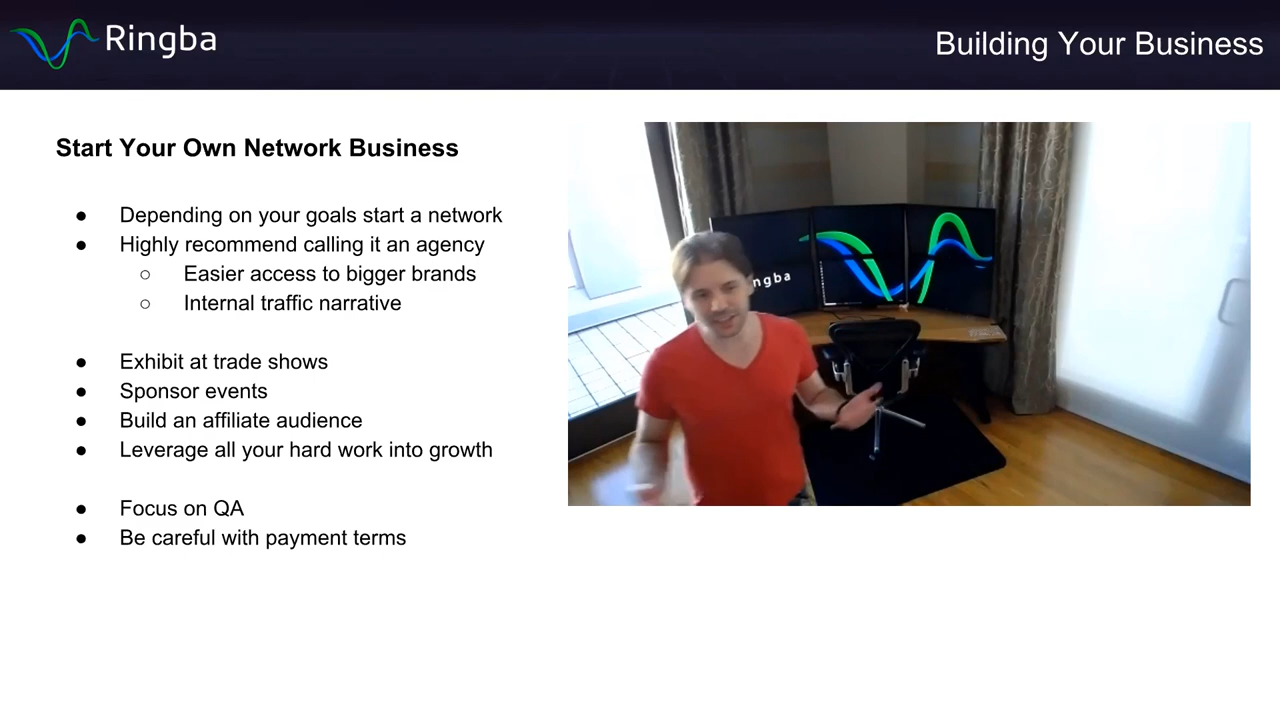 Ringba
Building Your Business
Start Your Own Network Business
● Depending on your goals start a network
● Highly recommend calling it an agency
○ Easier access to bigger brands
○ Internal traffic narrative
● Exhibit at trade shows
● Sponsor events
● Build an affiliate audience
● Leverage all your hard work into growth
● Focus on QA
● Be careful with payment terms
ngba